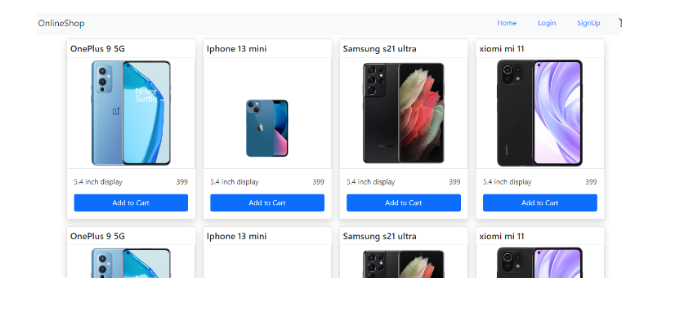 OnlineShop Home Login SignUp
OnePlus 9 5G Iphone 13 mini Samsung s21 ultra xiomi mi 11
Never
Settle
5.4 inch display 399 5.4 inch display 399 5.4 inch display 399 5.4 inch display 399
Add to Cart Add to Cart Add to Cart Add to Cart
OnePlus 9 5G Iphone 13 mini Samsung s21 ultra xiomi mi 11